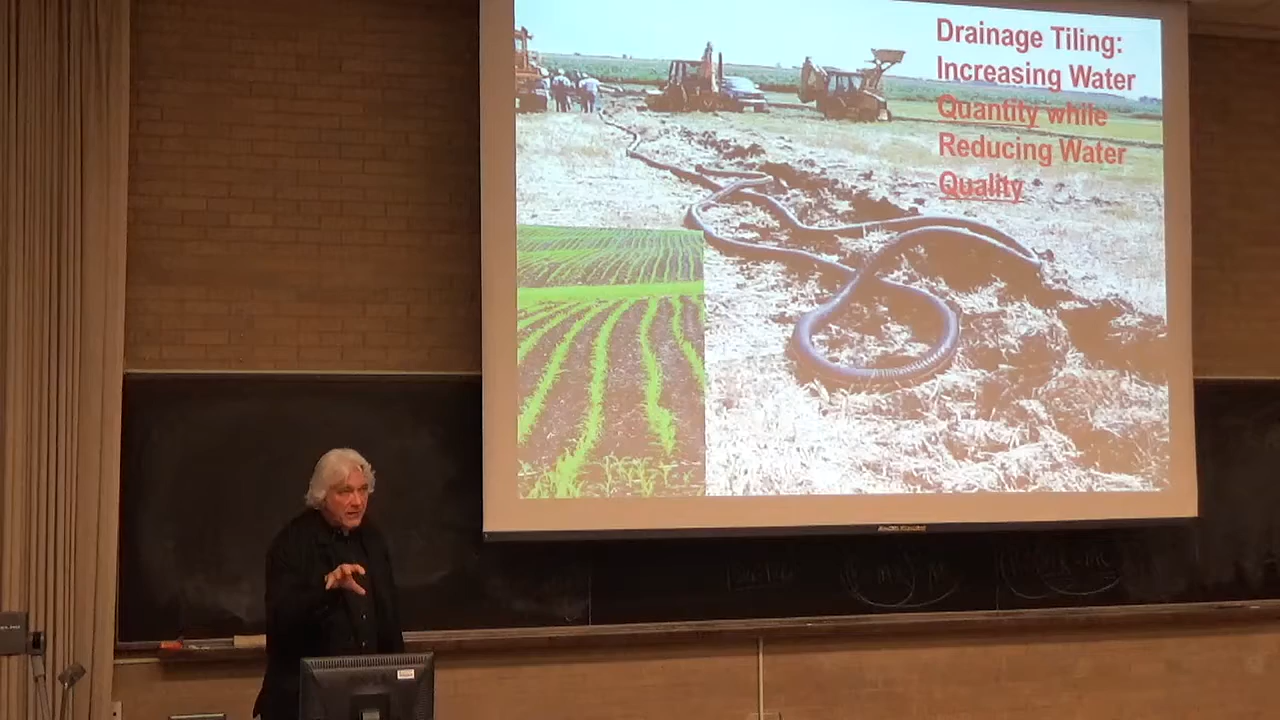 Drainage Tiling:
Increasing Water
Quantity while
Reducing Water
Quality